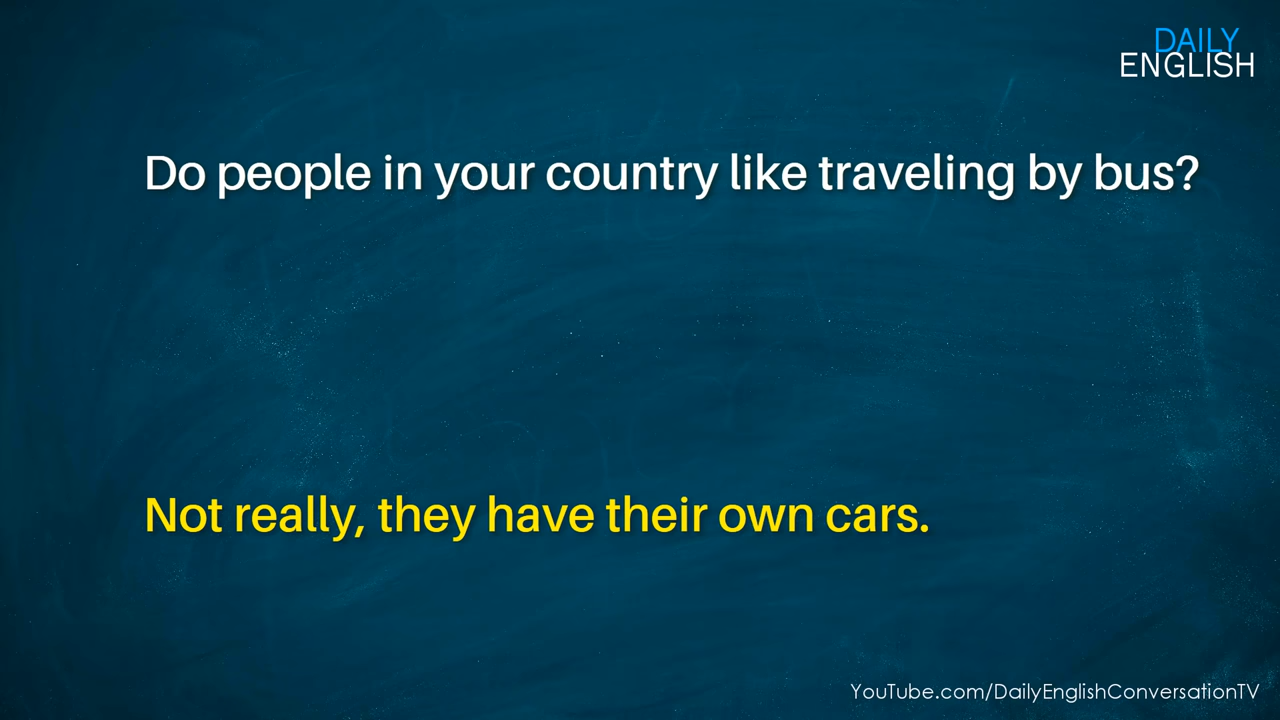 DAILY
ENGLISH
Do people in your country like traveling by bus?
Not really, they have their own cars.
YouTube.com/DailyEnglishConversationTV